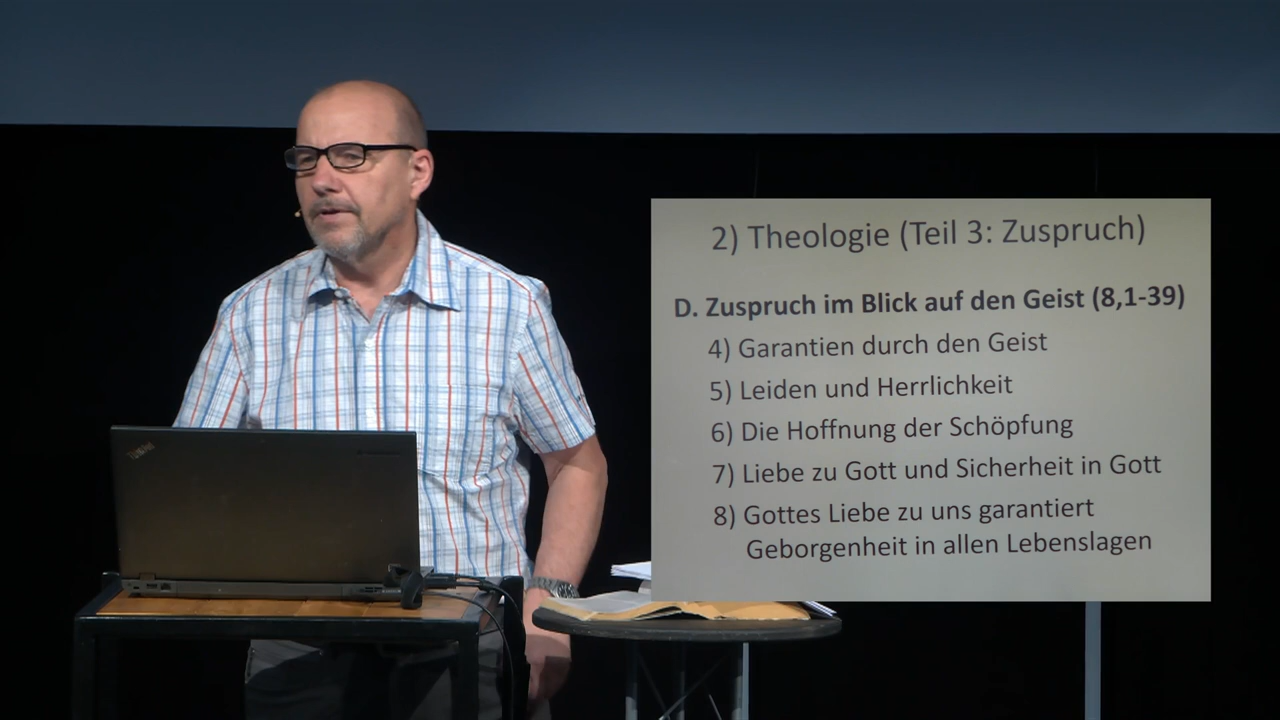 2) Theologie (Teil 3: Zuspruch)
D. Zuspruch im Blick auf den Geist (8,1-39)
4) Garantien durch den Geist
5) Leiden und Herrlichkeit
6) Die Hoffnung der Schöpfung
7) Liebe zu Gott und Sicherheit in Gott
8) Gottes Liebe zu uns garantiert
Geborgenheit in allen Lebenslagen
ThinkPad